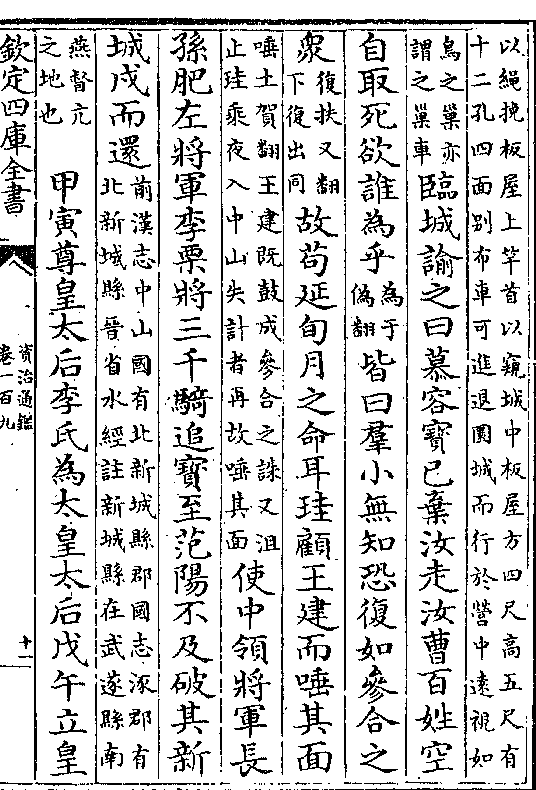 以繩挽板屋上竿首以窺城中板屋方四尺高五尺有
十二孔四面别布車可進退圍城而行於營中遠視如
鳥之巢亦
謂之巢車
臨城諭之曰慕容寶已棄汝走汝曹百姓空
自取死欲誰為乎
為于
偽翻
皆曰羣小無知恐復如參合之
衆
復扶又翻
下復出同
故苟延旬月之命耳珪顧王建而唾其面
唾土賀翻王建既鼓成參合之誅又沮
止珪乘夜入中山失計者再故唾其面
使中領將軍長
孫肥左將軍李栗將三千騎追寶至范陽不及破其新
城戍而還
前漢志中山國有北新城縣郡國志涿郡有
北新城縣晉省水經註新城縣在武遂縣南
燕督亢
之地也
甲寅尊皇太后李氏為太皇太后戊午立皇
欽定四庫全書
資治通鑑
卷一百九
十一